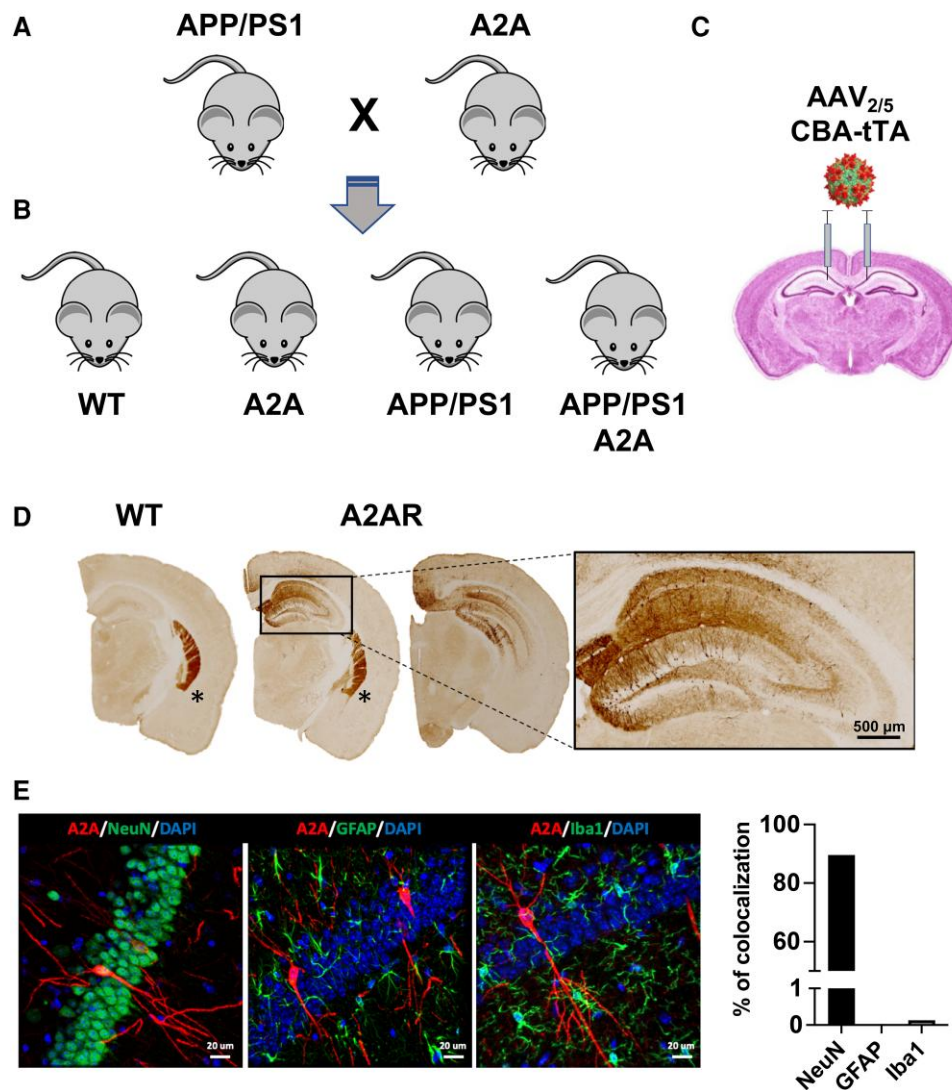 A
APP/PS1
X
A2A
B
WT
A2A
APP/PS1
APP/PS1
A2A
C
AAV2/5
CBA-tTA
D
WT
A2AR
*
*
500 µm
E
A2A/NeuN/DAPI
20 um
A2A/GFAP/DAPI
20 um
A2A/Iba1/DAPI
20 um
% of colocalization
100
80
60
1
0
NeuN
GFAP
Iba1